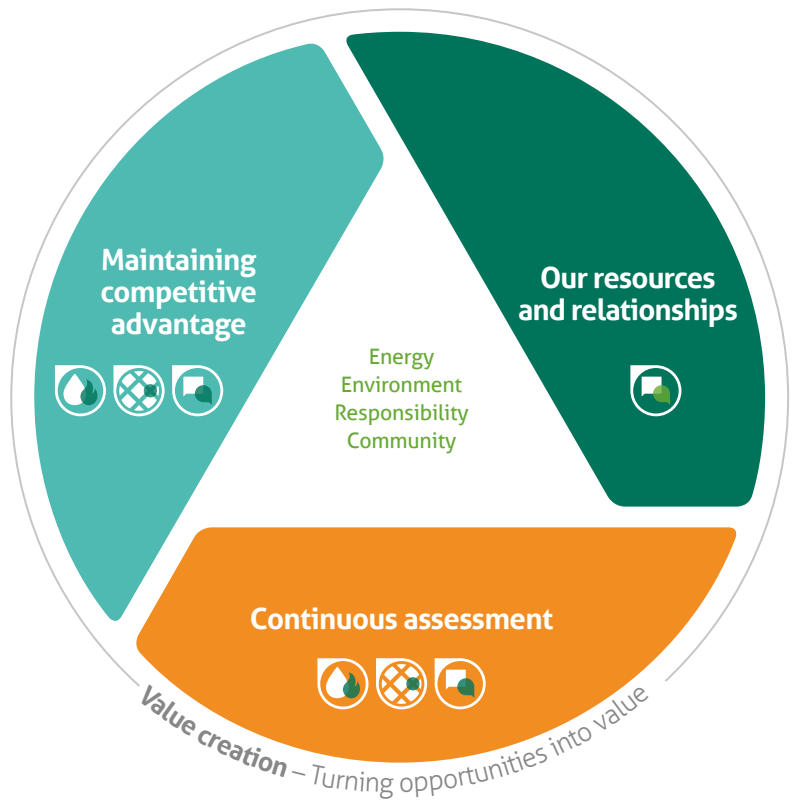 Maintaining
competitive
advantage
Our resources
and relationships
Energy
Environment
Responsibility
Community
Continuous assessment
Value creation – Turning opportunities into value